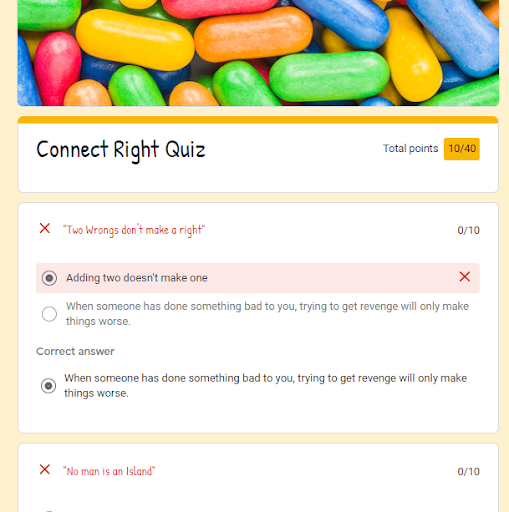 Connect Right Quiz
Total points 10/40
"Two Wrongs don't make a right"
0/10
Adding two doesn't make one
When someone has done something bad to you, trying to get revenge will only make
things worse.
Correct answer
When someone has done something bad to you, trying to get revenge will only make
things worse.
"No man is an Island"
0/10